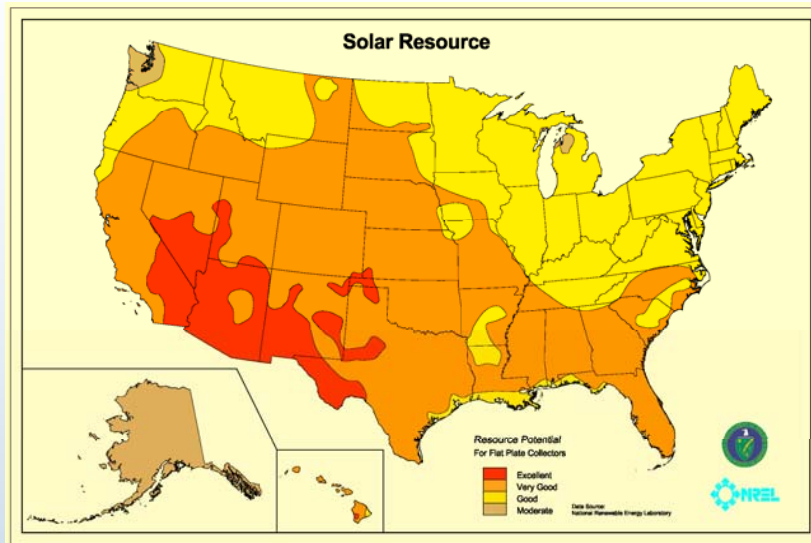 Solar Resource
Resource Potential
For Flat Plate Collectors
Excellent
Very Good
Good
Moderate
Data Source:
National Renewable Energy Laboratory
NREL